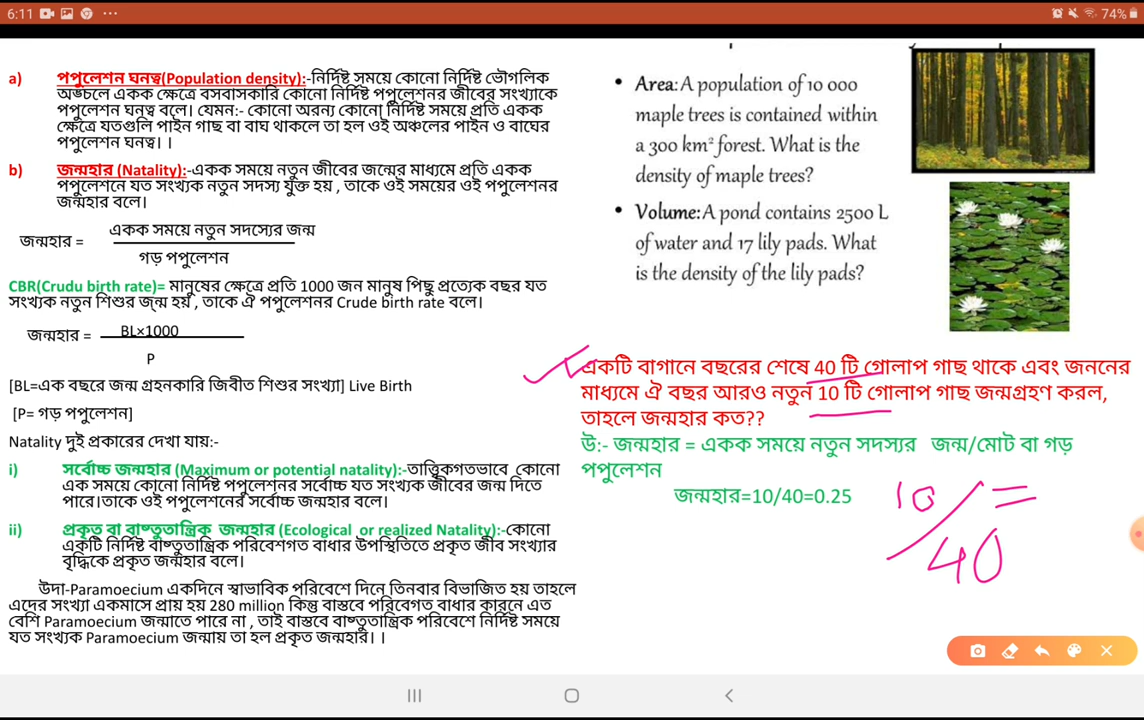 6:11
74%
a) পপুলেশন ঘনত্ব(Population density):-নির্দিষ্ট সময়ে কোনো নির্দিষ্ট ভৌগলিক
অঙ্চলে একক ক্ষেত্রে বসবাসকারি কোনো নির্দিষ্ট পপুলেশনর জীবের সংখ্যাকে
পপুলেশন ঘনত্ব বলে। যেমন:- কোনো অরন্য কোনো নির্দিষ্ট সময়ে প্রতি একক
ক্ষেত্রে যতগুলি পাইন গাছ বা বাঘ থাকলে তা হল ওই অঞ্চলের পাইন ও বাঘের
পপুলেশন ঘনত্ব।।
b) জন্মহার (Natality):-একক সময়ে নতুন জীবের জন্মের মাধ্যমে প্রতি একক
পপুলেশনে যত সংখ্যক নতুন সদস্য যুক্ত হয় , তাকে ওই সময়ের ওই পপুলেশনর
জন্মহার বলে।
জন্মহার = একক সময়ে নতুন সদস্যের জন্ম
গড় পপুলেশন
CBR(Crudu birth rate)= মানুষের ক্ষেত্রে প্রতি 1000 জন মানুষ পিছু প্রত্যেক বছর যত
সংখ্যক নতুন শিশুর জন্ম হয় , তাকে ঐ পপুলেশনর Crude birth rate বলে।
জন্মহার = BL×1000
P
[BL=এক বছরে জন্ম গ্রহনকারি জিবীত শিশুর সংখ্যা] Live Birth
[P= গড় পপুলেশন]
Natality দুই প্রকারের দেখা যায়:-
i) সর্বোচ্চ জন্মহার (Maximum or potential natality):-তাত্ত্বিকগতভাবে কোনো
এক সময়ে কোনো নির্দিষ্ট পপুলেশনর সর্বোচ্চ যত সংখ্যক জীবের জন্ম দিতে
পারে।তাকে ওই পপুলেশনের সর্বোচ্চ জন্মহার বলে।
ii) প্রকৃত বা বাস্তুতান্ত্রিক জন্মহার (Ecological or realized Natality):-কোনো
একটি নির্দিষ্ট বাস্তুতান্ত্রিক পরিবেশগত বাধার উপস্থিতিতে প্রকৃত জীব সংখ্যার
বৃদ্ধিকে প্রকৃত জন্মহার বলে।
উদা-Paramoecium একদিনে স্বাভাবিক পরিবেশে দিনে তিনবার বিভাজিত হয় তাহলে
এদের সংখ্যা একমাসে প্রায় হয় 280 million কিন্তু বাস্তবে পরিবেগত বাধার কারনে এত
বেশি Paramoecium জন্মাতে পারে না , তাই বাস্তবে বাস্তুতান্ত্রিক পরিবেশে নির্দিষ্ট সময়ে
যত সংখ্যক Paramoecium জন্মায় তা হল প্রকৃত জন্মহার।।
• Area: A population of 10 000
maple trees is contained within
a 300 km² forest. What is the
density of maple trees?
• Volume: A pond contains 2500 L
of water and 17 lily pads. What
is the density of the lily pads?
একটি বাগানে বছরের শেষে 40 টি গোলাপ গাছ থাকে এবং জননের
মাধ্যমে ঐ বছর আরও নতুন 10 টি গোলাপ গাছ জন্মগ্রহণ করল,
তাহলে জন্মহার কত??
উ:- জন্মহার = একক সময়ে নতুন সদস্যর জন্ম/মোট বা গড়
পপুলেশন
জন্মহার=10/40=0.25
10/=
40